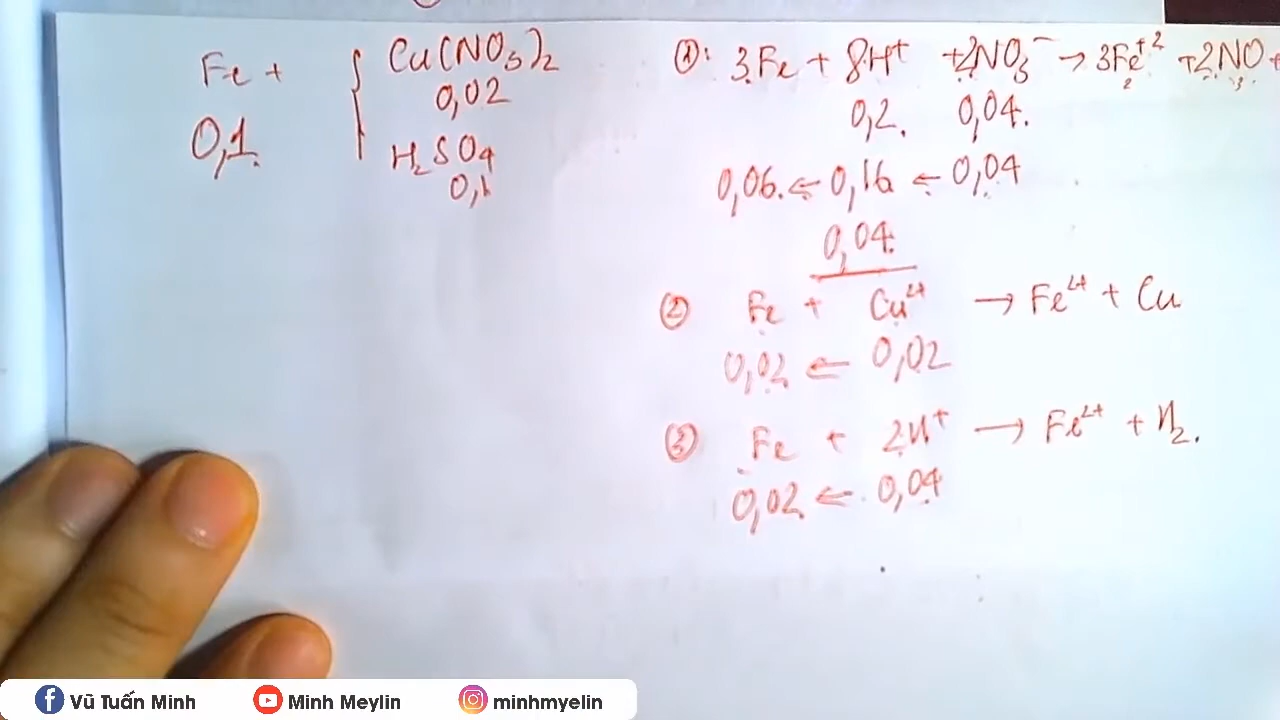 Fe + { Cu(NO3)2
0,02
0,1
H2SO4
0,1
①: 3Fe + 8H+ + 2NO3− → 3Fe+2 + 2NO +
2 3
0,2. 0,04.
0,06. ← 0,16 ← 0,04
0,04.
② Fe + Cu2+ → Fe2+ + Cu
0,02 ← 0,02
③ Fe + 2H+ → Fe2+ + H2.
0,02 ← 0,04
Vũ Tuấn Minh
Minh Meylin
minhmyelin